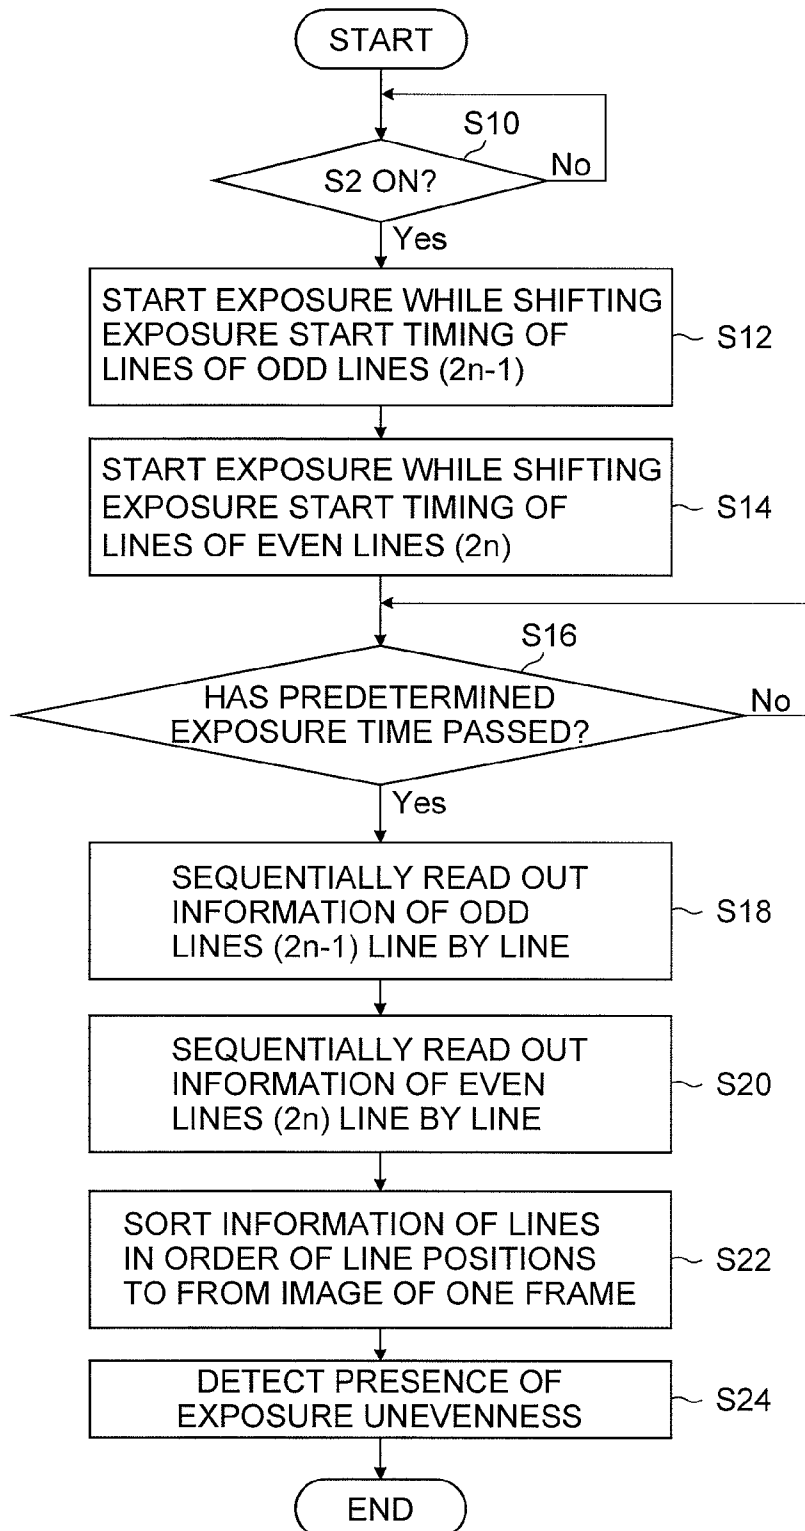 START
S10
S2 ON?
No
Yes
START EXPOSURE WHILE SHIFTING
EXPOSURE START TIMING OF
LINES OF ODD LINES (2n-1)
S12
START EXPOSURE WHILE SHIFTING
EXPOSURE START TIMING OF
LINES OF EVEN LINES (2n)
S14
S16
HAS PREDETERMINED
EXPOSURE TIME PASSED?
No
Yes
SEQUENTIALLY READ OUT
INFORMATION OF ODD
LINES (2n-1) LINE BY LINE
S18
SEQUENTIALLY READ OUT
INFORMATION OF EVEN
LINES (2n) LINE BY LINE
S20
SORT INFORMATION OF LINES
IN ORDER OF LINE POSITIONS
TO FROM IMAGE OF ONE FRAME
S22
DETECT PRESENCE OF
EXPOSURE UNEVENNESS
S24
END